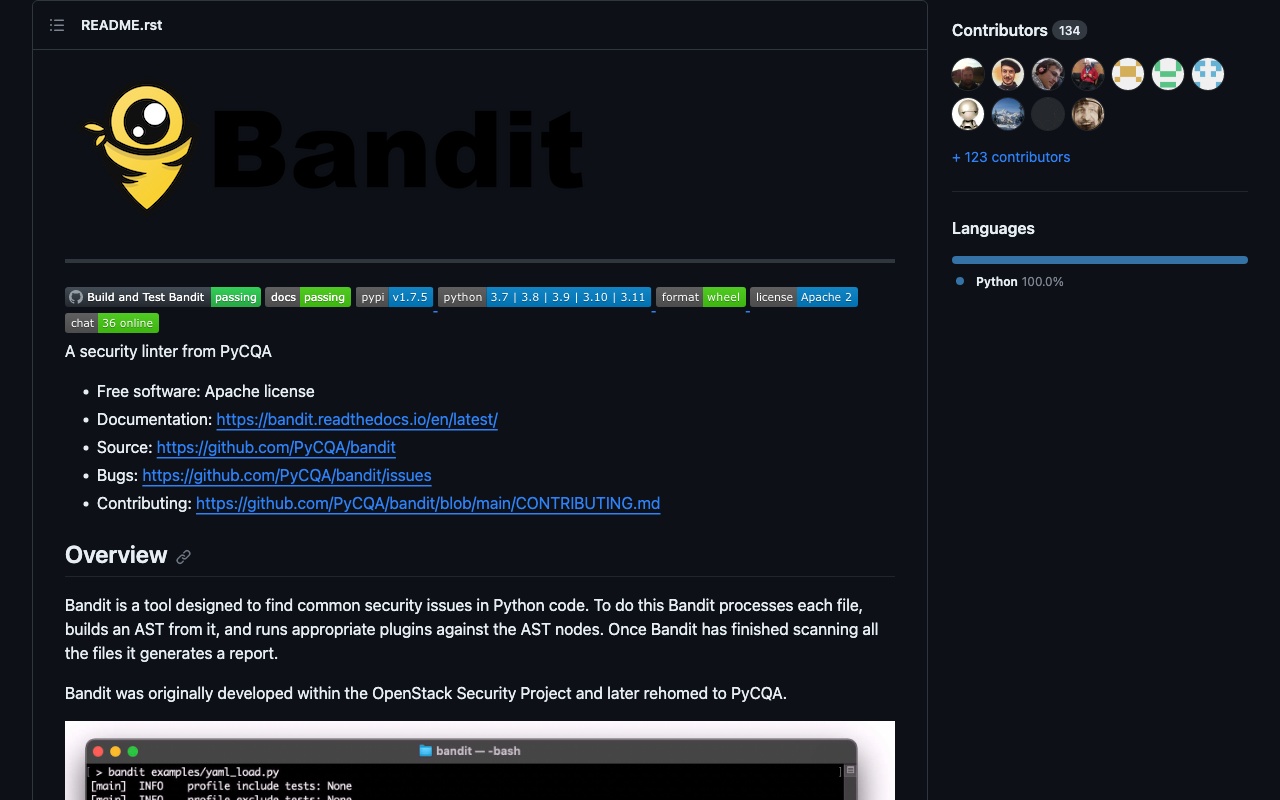 README.rst
Bandit
Build and Test Bandit passing docs passing pypi v1.7.5 python 3.7 | 3.8 | 3.9 | 3.10 | 3.11 format wheel license Apache 2
chat 36 online
A security linter from PyCQA
• Free software: Apache license
• Documentation: https://bandit.readthedocs.io/en/latest/
• Source: https://github.com/PyCQA/bandit
• Bugs: https://github.com/PyCQA/bandit/issues
• Contributing: https://github.com/PyCQA/bandit/blob/main/CONTRIBUTING.md
Overview
Bandit is a tool designed to find common security issues in Python code. To do this Bandit processes each file,
builds an AST from it, and runs appropriate plugins against the AST nodes. Once Bandit has finished scanning all
the files it generates a report.
Bandit was originally developed within the OpenStack Security Project and later rehomed to PyCQA.
bandit — -bash
[ > bandit examples/yaml_load.py ]
[main] INFO profile include tests: None
[main] INFO profile exclude tests: None
Contributors 134
+ 123 contributors
Languages
Python 100.0%